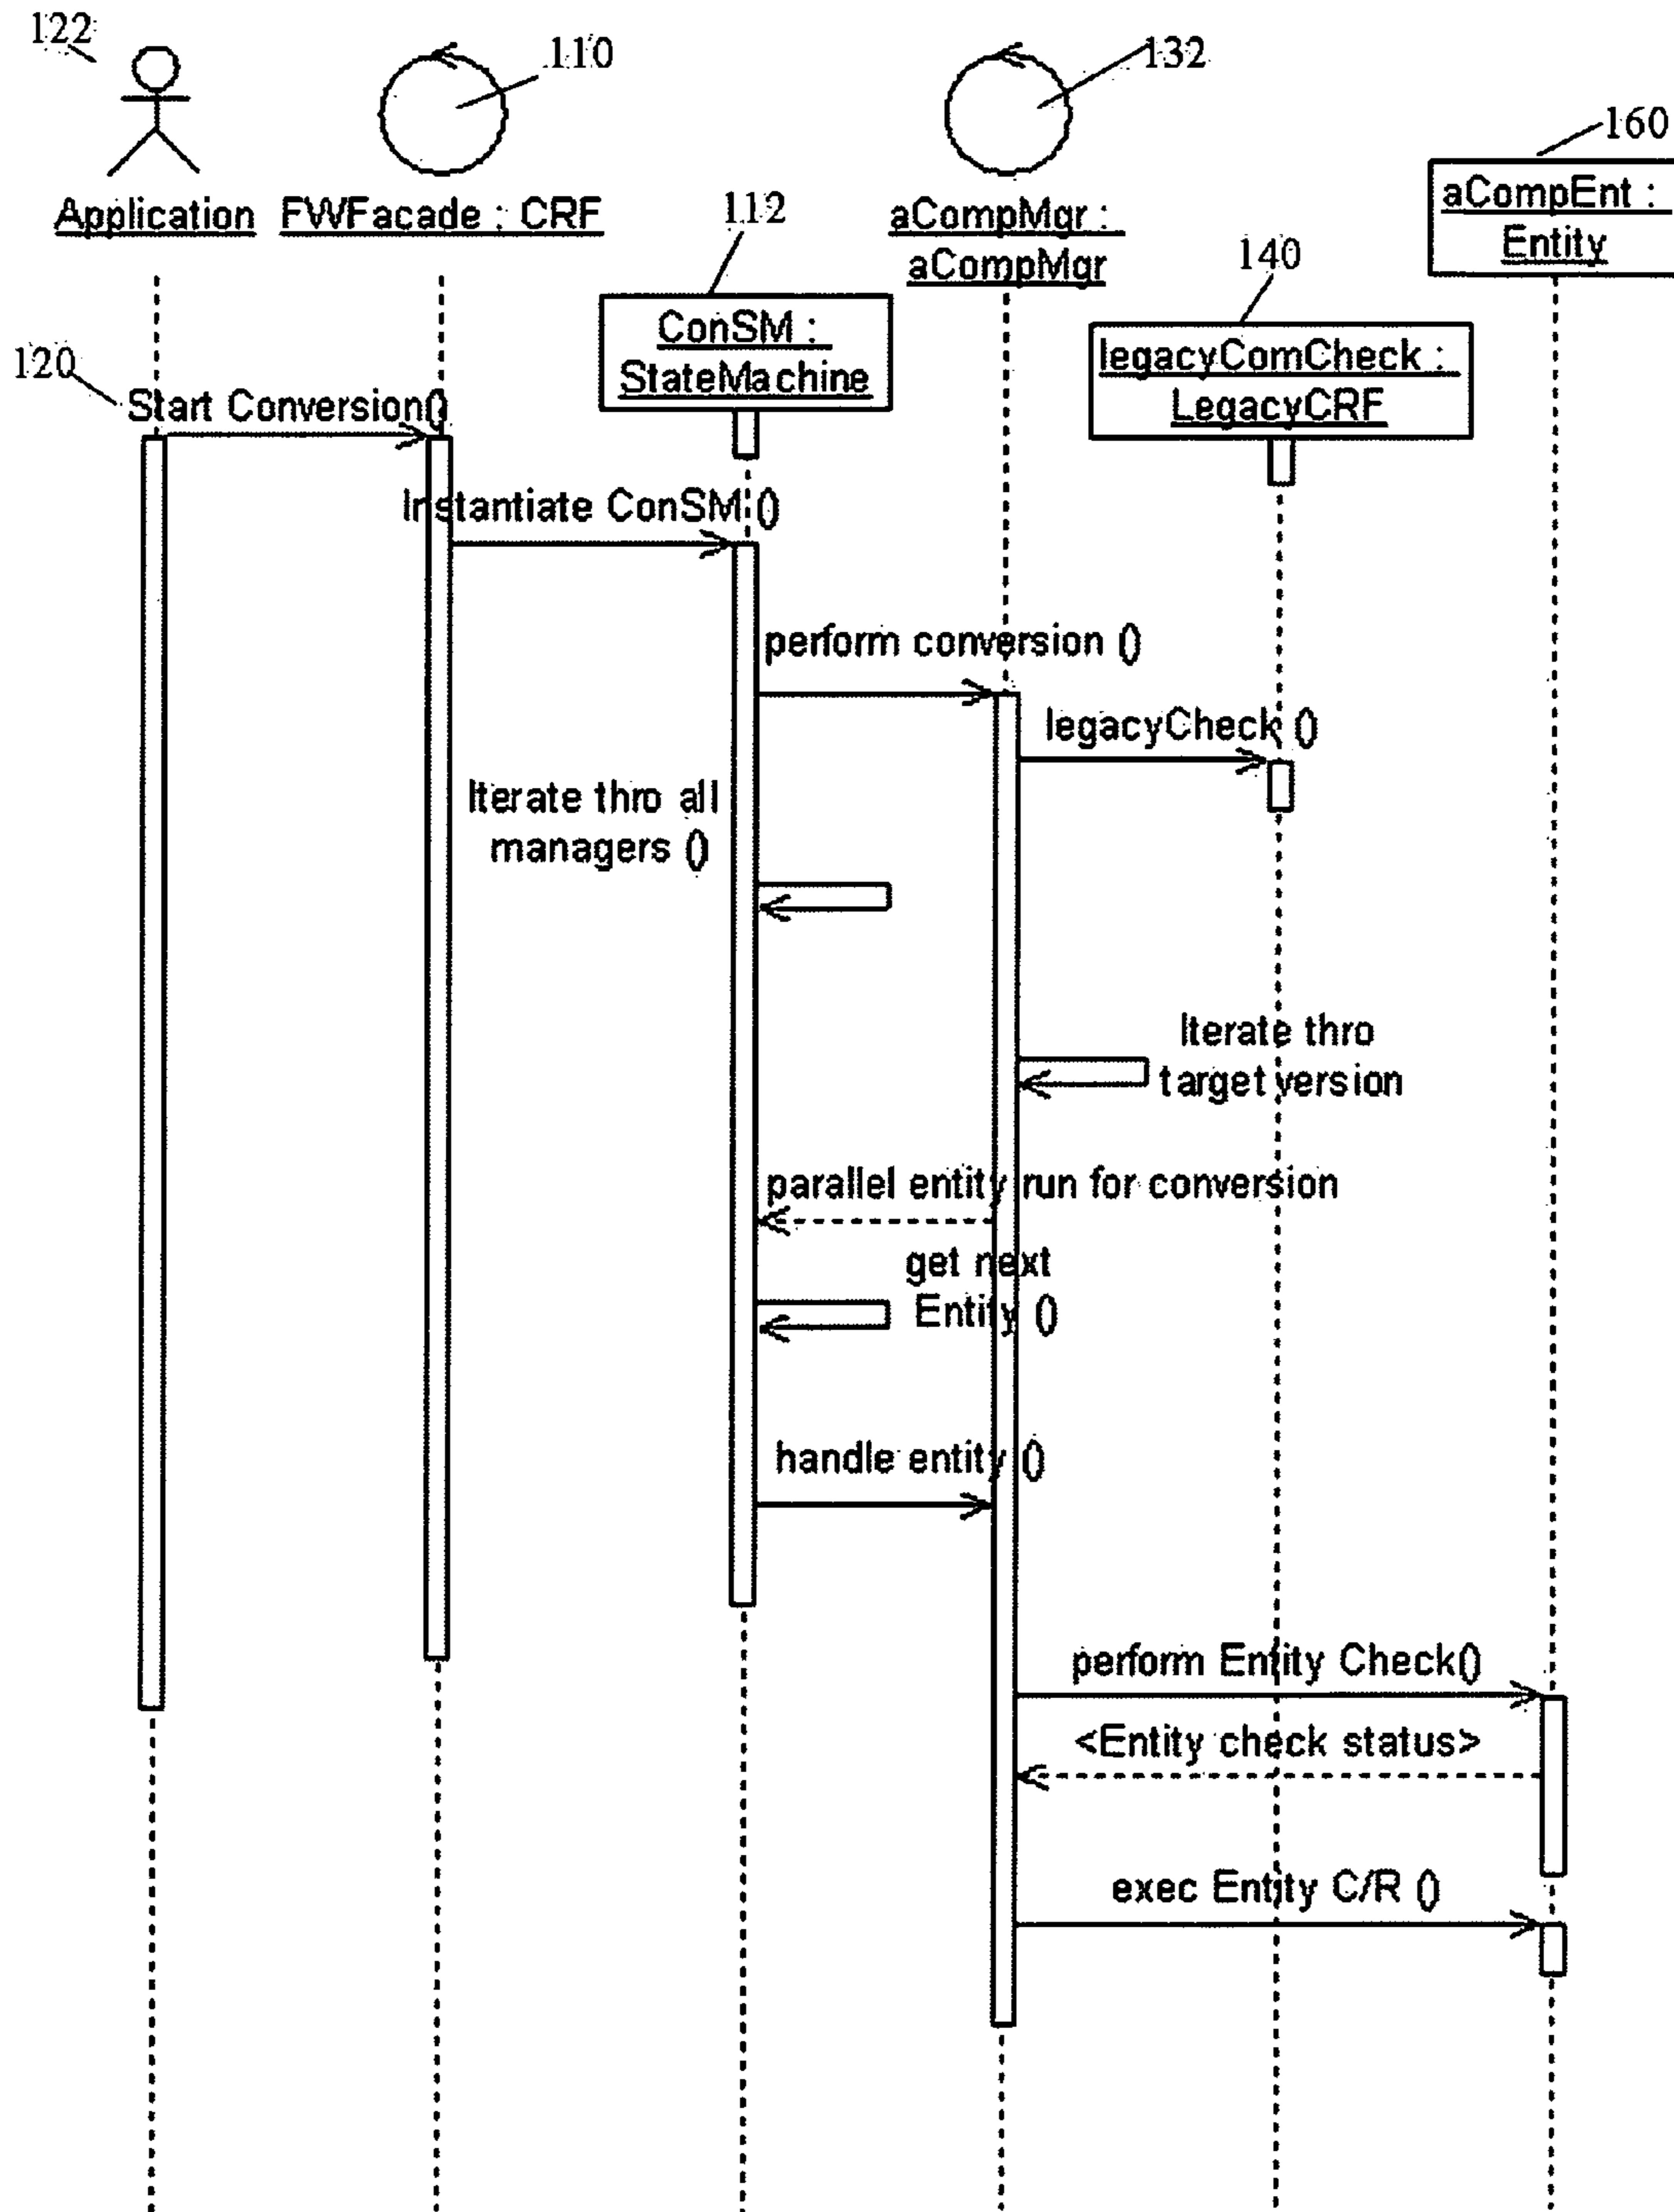 122
110
132
160
Application
FWFacade : CRF
112
aCompMgr :
aCompMgr
140
aCompEnt :
Entity
ConSM :
StateMachine
legacyComCheck :
LegacyCRF
120
Start Conversion()
Instantiate ConSM ()
perform conversion ()
legacyCheck ()
Iterate thro all
managers ()
Iterate thro
target version
parallel entity run for conversion
get next
Entity ()
handle entity ()
perform Entity Check()
<Entity check status>
exec Entity C/R ()